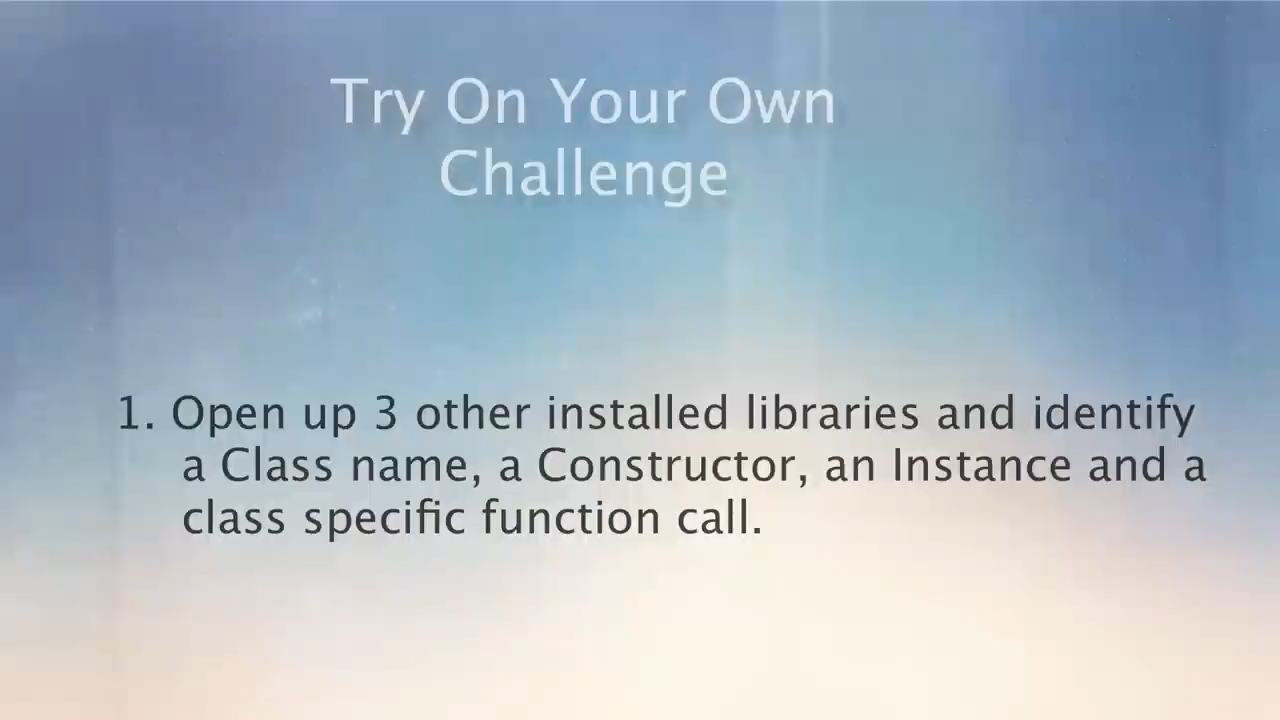 Try On Your Own
Challenge
1. Open up 3 other installed libraries and identify
a Class name, a Constructor, an Instance and a
class specific function call.